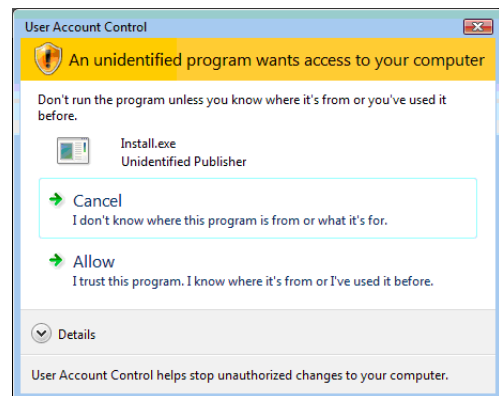 User Account Control
An unidentified program wants access to your computer
Don't run the program unless you know where it's from or you've used it
before.
Install.exe
Unidentified Publisher
Cancel
I don't know where this program is from or what it's for.
Allow
I trust this program. I know where it's from or I've used it before.
Details
User Account Control helps stop unauthorized changes to your computer.